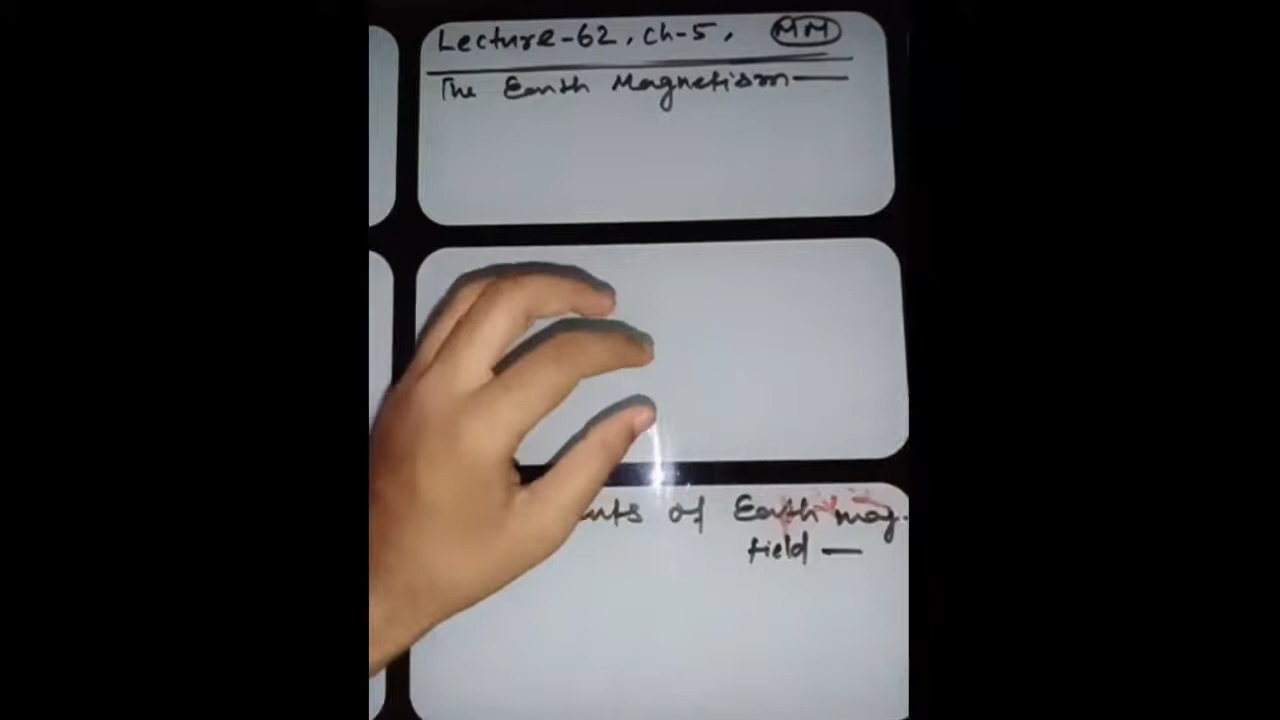 Lecture-62, Ch-5, MM
The Earth Magnetism —
of Earth mag.
field —